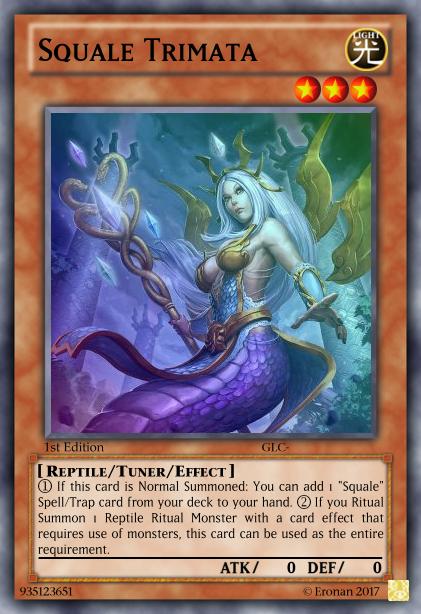 SQUALE TRIMATA
LIGHT
光
1st Edition GLC-
[ REPTILE/TUNER/EFFECT ]
① If this card is Normal Summoned: You can add 1 "Squale"
Spell/Trap card from your deck to your hand. ② If you Ritual
Summon 1 Reptile Ritual Monster with a card effect that
requires use of monsters, this card can be used as the entire
requirement.
ATK/ 0 DEF/ 0
935123651 © Eronan 2017